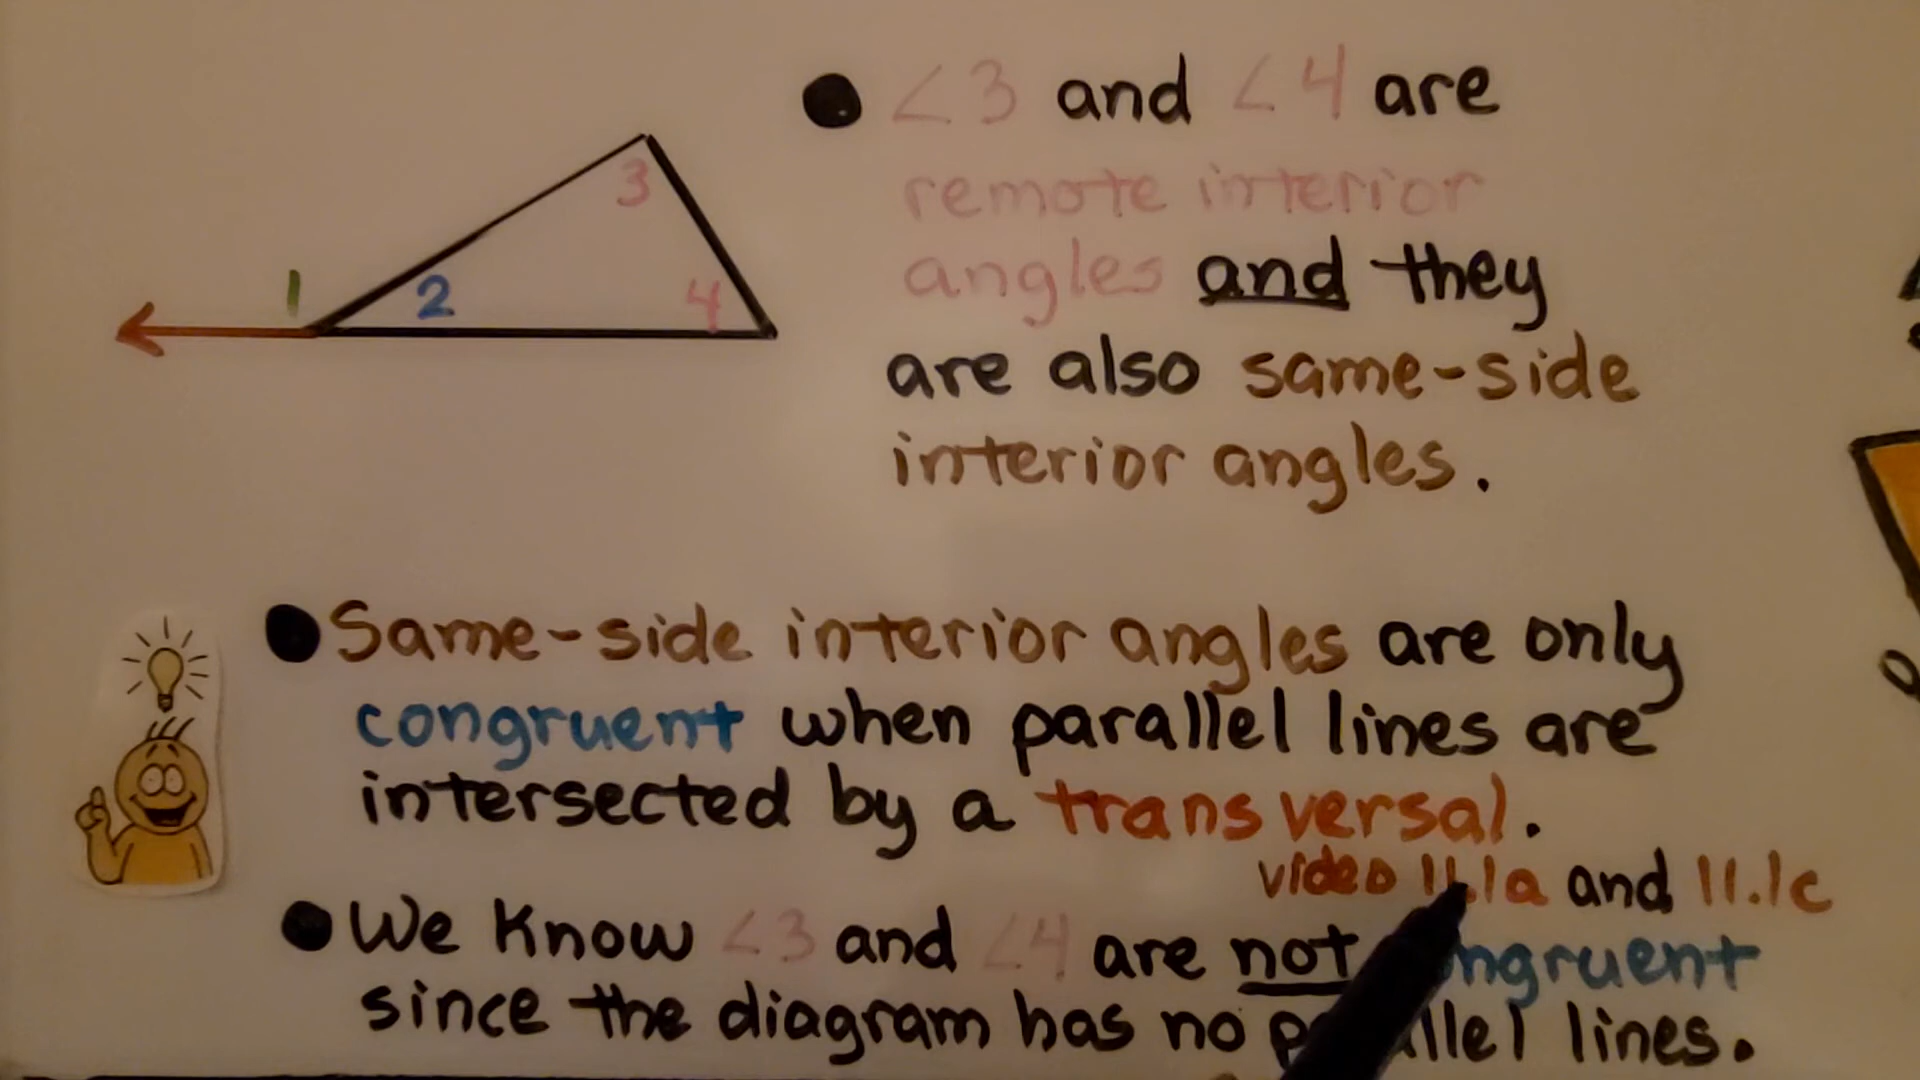 ∠3 and ∠4 are
remote interior
angles and they
are also same-side
interior angles.
3
1
2
4
Same-side interior angles are only
congruent when parallel lines are
intersected by a transversal.
video 11.1a and 11.1c
We know ∠3 and ∠4 are not ngruent
since the diagram has no llel lines.